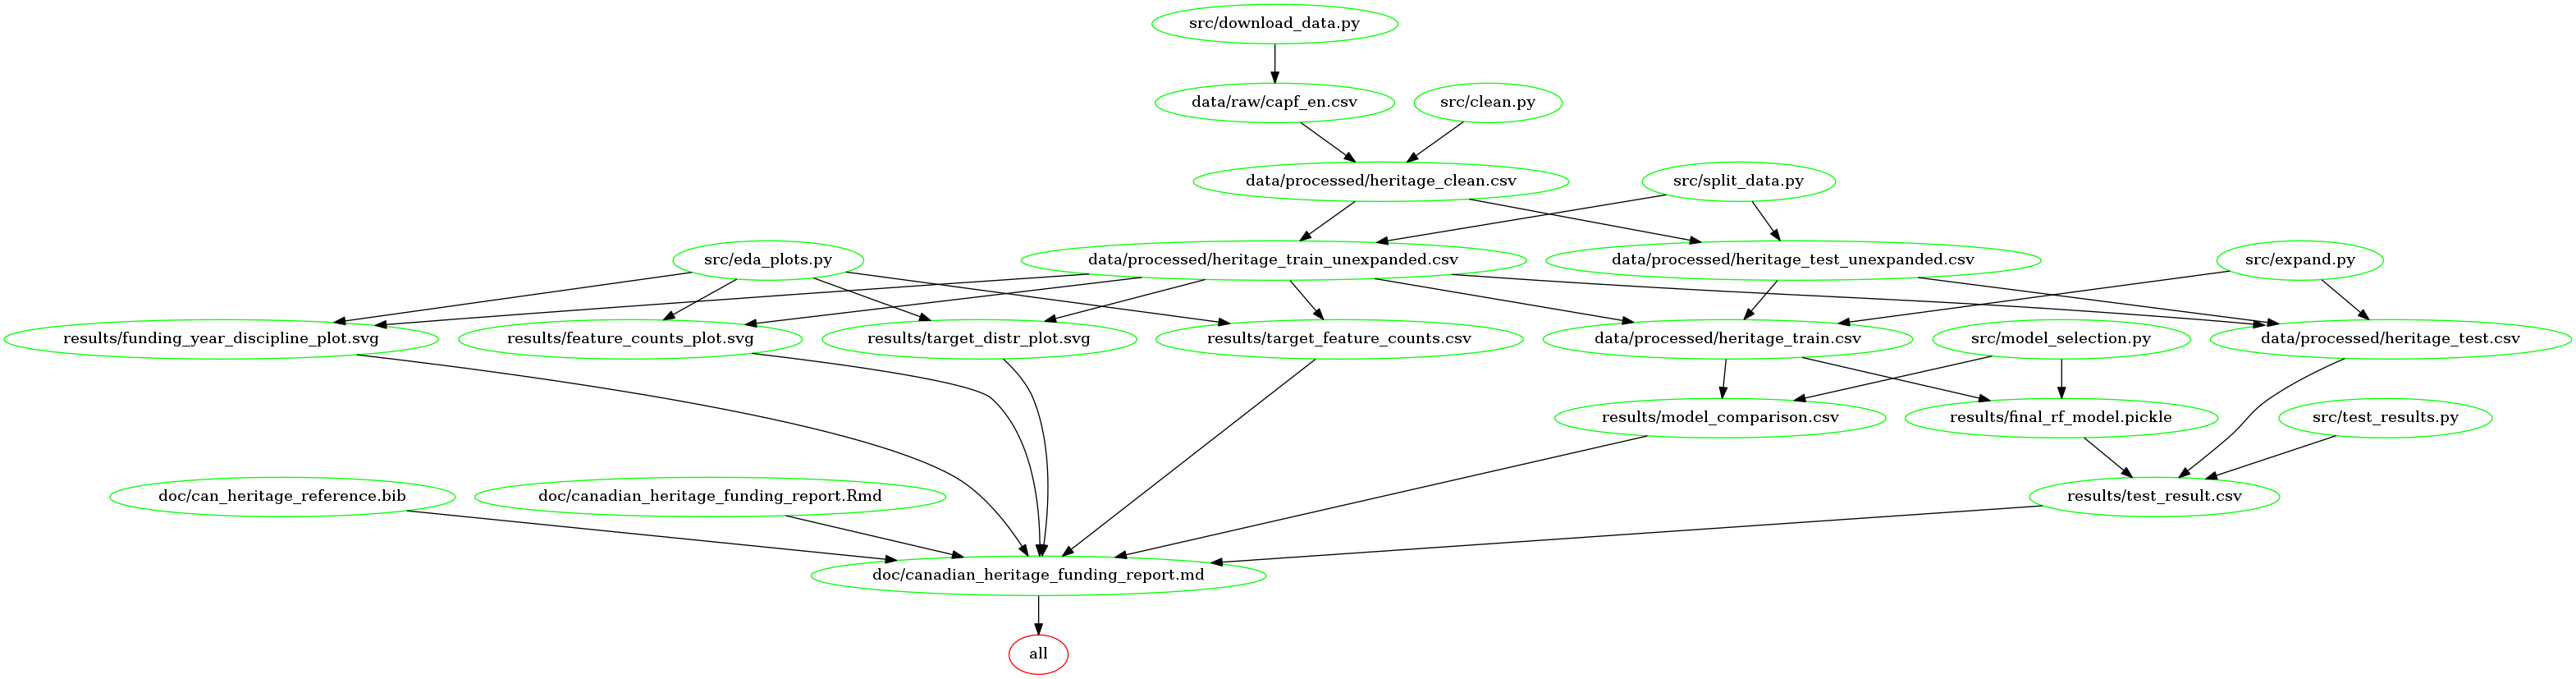 src/download_data.py
data/raw/capf_en.csv
src/clean.py
data/processed/heritage_clean.csv
src/split_data.py
src/eda_plots.py
data/processed/heritage_train_unexpanded.csv
data/processed/heritage_test_unexpanded.csv
src/expand.py
results/funding_year_discipline_plot.svg
results/feature_counts_plot.svg
results/target_distr_plot.svg
results/target_feature_counts.csv
data/processed/heritage_train.csv
src/model_selection.py
data/processed/heritage_test.csv
results/model_comparison.csv
results/final_rf_model.pickle
src/test_results.py
doc/can_heritage_reference.bib
doc/canadian_heritage_funding_report.Rmd
results/test_result.csv
doc/canadian_heritage_funding_report.md
all